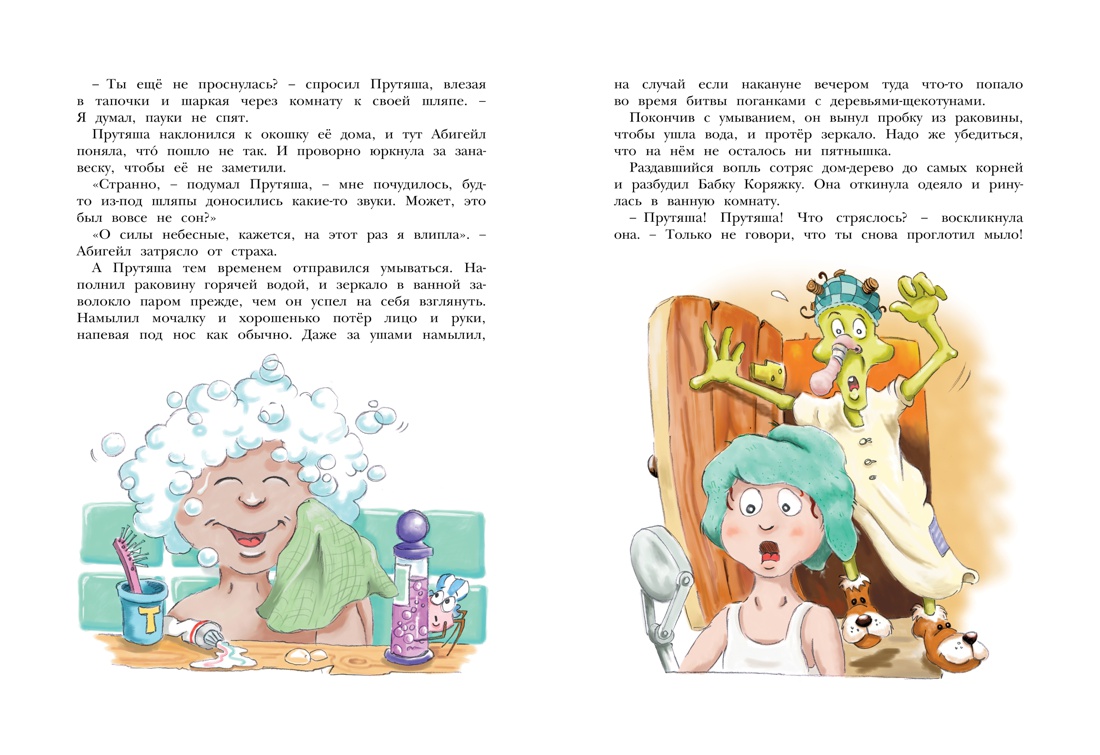 – Ты ещё не проснулась? – спросил Прутяша, влезая
в тапочки и шаркая через комнату к своей шляпе. –
Я думал, пауки не спят.
Прутяша наклонился к окошку её дома, и тут Абигейл
поняла, что́ пошло не так. И проворно юркнула за зана-
веску, чтобы её не заметили.
«Странно, – подумал Прутяша, – мне почудилось, буд-
то из-под шляпы доносились какие-то звуки. Может, это
был вовсе не сон?»
«О силы небесные, кажется, на этот раз я влипла». –
Абигейл затрясло от страха.
А Прутяша тем временем отправился умываться. На-
полнил раковину горячей водой, и зеркало в ванной за-
волокло паром прежде, чем он успел на себя взглянуть.
Намылил мочалку и хорошенько потёр лицо и руки,
напевая под нос как обычно. Даже за ушами намылил,
T
на случай если накануне вечером туда что-то попало
во время битвы поганками с деревьями-щекотунами.
Покончив с умыванием, он вынул пробку из раковины,
чтобы ушла вода, и протёр зеркало. Надо же убедиться,
что на нём не осталось ни пятнышка.
Раздавшийся вопль сотряс дом-дерево до самых корней
и разбудил Бабку Коряжку. Она откинула одеяло и рину-
лась в ванную комнату.
– Прутяша! Прутяша! Что стряслось? – воскликнула
она. – Только не говори, что ты снова проглотил мыло!